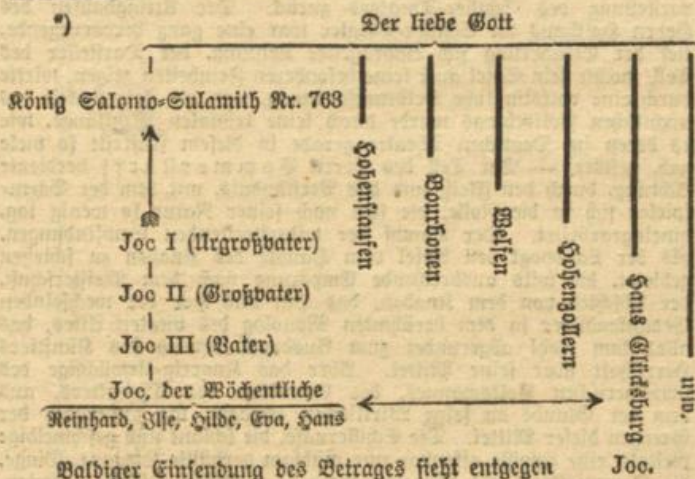 *)
Der liebe Gott
König Salomo-Sulamith Nr. 763
Joc I (Urgroßvater)
Joc II (Großvater)
Joc III (Vater)
Joc, der Wöchentliche
Reinhard, Ilse, Hilde, Eva, Hans
Hohenstaufen
Bourbonen
Welfen
Hohenzollern
Haus Glücksburg
usw.
Baldiger Einsendung des Betrages sieht entgegen Joc.